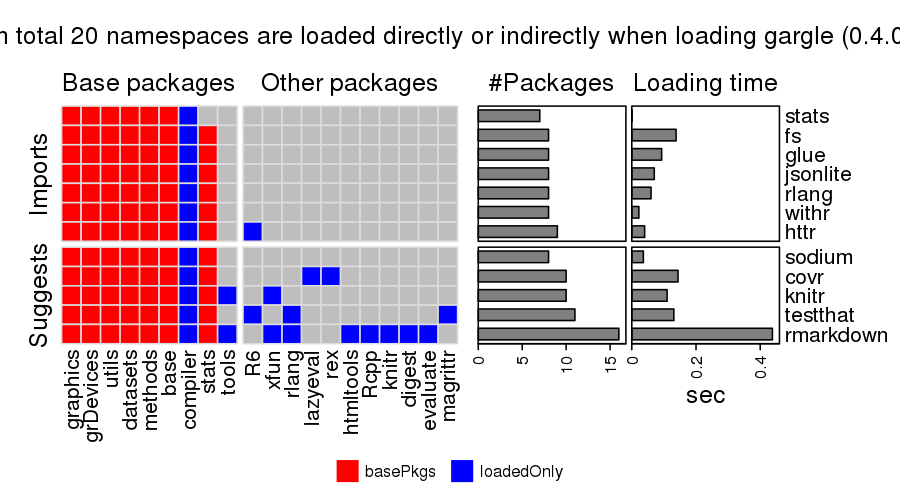 n total 20 namespaces are loaded directly or indirectly when loading gargle (0.4.0
Base packages Other packages #Packages Loading time
Imports
stats
fs
glue
jsonlite
rlang
withr
httr
Suggests
sodium
covr
knitr
testthat
rmarkdown
graphics
grDevices
utils
datasets
methods
base
compiler
stats
tools
R6
xfun
rlang
lazyeval
rex
htmltools
Rcpp
knitr
digest
evaluate
magrittr
0 5 10 15
0 0.2 0.4
sec
basePkgs loadedOnly